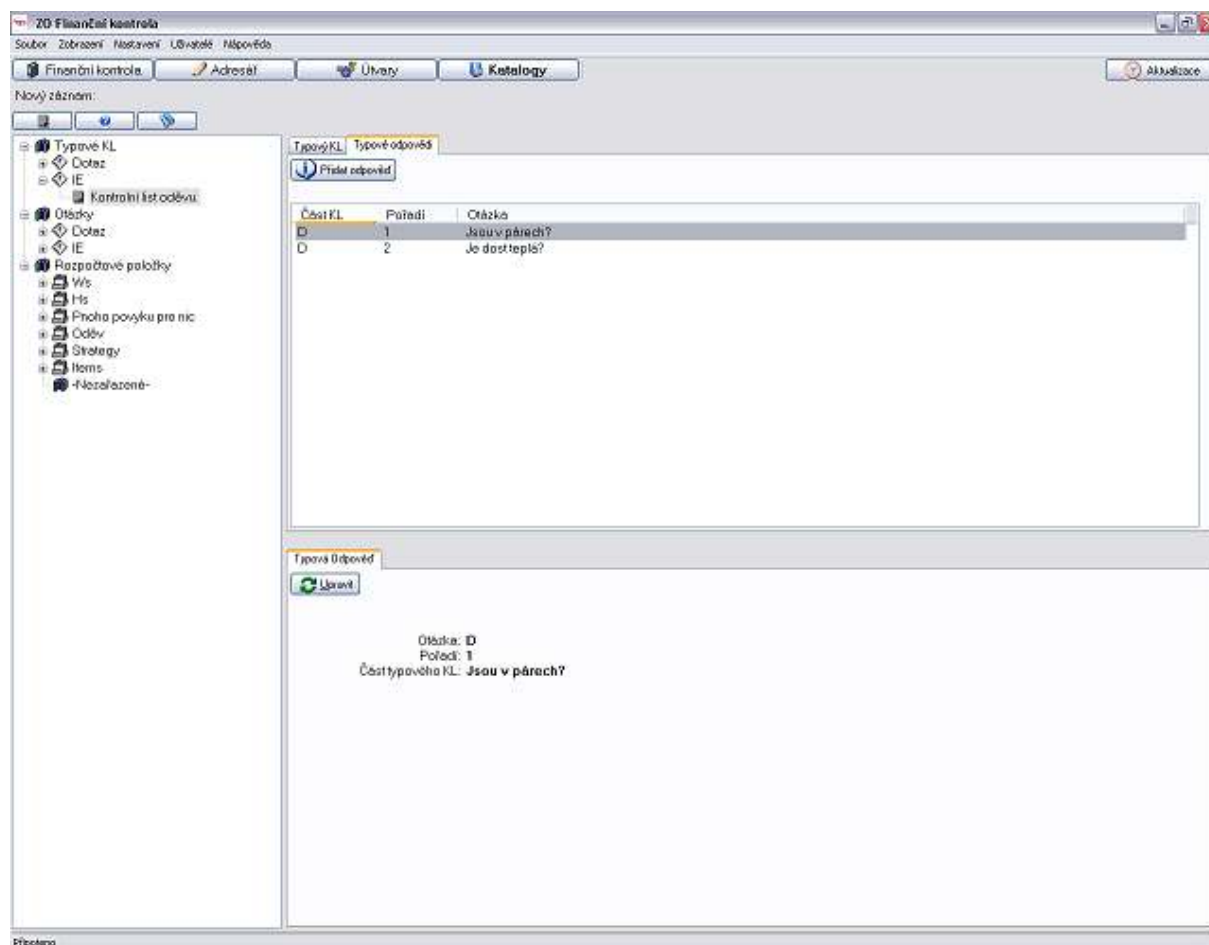 ZO Finanční kontrola
Soubor Zobrazení Nastavení Uživatelé Nápověda
Finanční kontrola Adresář Útvary Katalogy Aktualizace
Nový záznam:
Typové KL
Dotaz
IE
Kontrolní list oděvu
Otázky
Dotaz
IE
Rozpočtové položky
Ws
Hs
Pnoho povyku pro nic
Oděv
Strategy
Items
-Nezařazené-
Typový KL Typové odpovědi
Přidat odpověď
Část KL Pořadí Otázka
D 1 Jsou v párech?
D 2 Je dost teplá?
Typová Odpověď
Upravit
Otázka: D
Pořadí: 1
Část typového KL: Jsou v párech?
Připojeno